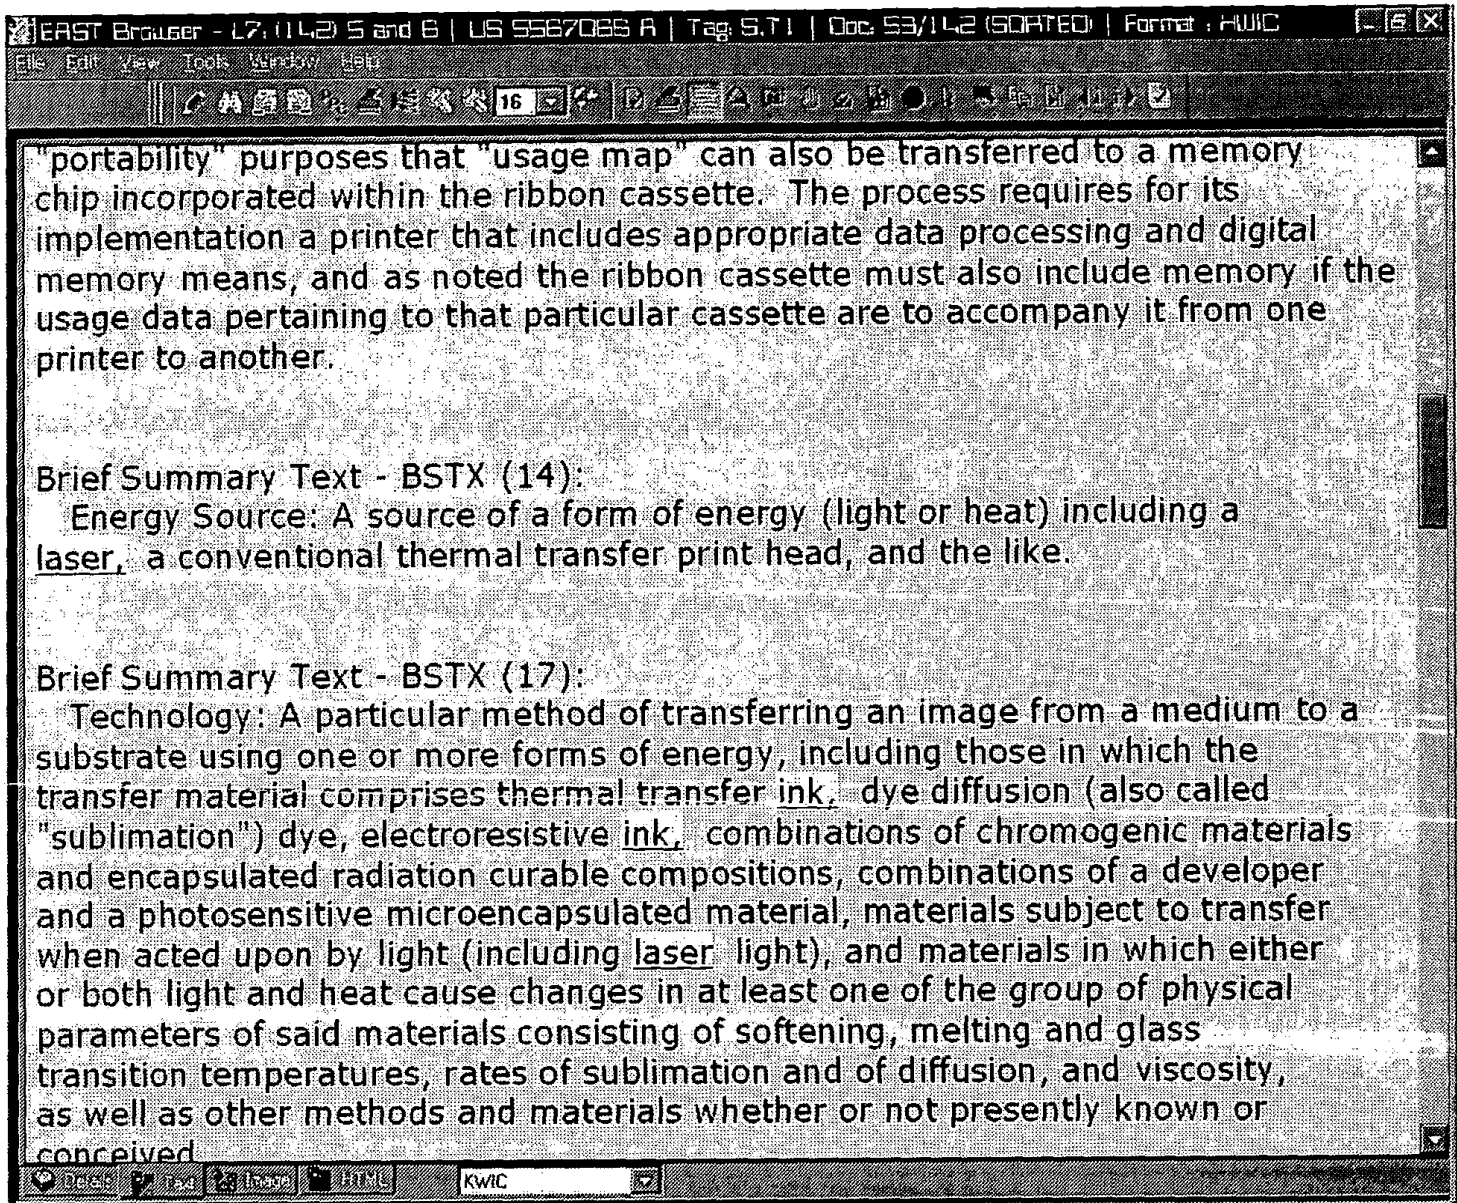 EAST Browser - L7: (142) 5 and 6 | US 5567066 A | Tag: S,T1 | Doc: 53/142 (SORTED) | Format : KWIC
File Edit View Tools Window Help
16
"portability" purposes that "usage map" can also be transferred to a memory
chip incorporated within the ribbon cassette. The process requires for its
implementation a printer that includes appropriate data processing and digital
memory means, and as noted the ribbon cassette must also include memory if the
usage data pertaining to that particular cassette are to accompany it from one
printer to another.
Brief Summary Text - BSTX (14):
Energy Source: A source of a form of energy (light or heat) including a
laser, a conventional thermal transfer print head, and the like.
Brief Summary Text - BSTX (17):
Technology: A particular method of transferring an image from a medium to a
substrate using one or more forms of energy, including those in which the
transfer material comprises thermal transfer ink, dye diffusion (also called
"sublimation") dye, electroresistive ink, combinations of chromogenic materials
and encapsulated radiation curable compositions, combinations of a developer
and a photosensitive microencapsulated material, materials subject to transfer
when acted upon by light (including laser light), and materials in which either
or both light and heat cause changes in at least one of the group of physical
parameters of said materials consisting of softening, melting and glass
transition temperatures, rates of sublimation and of diffusion, and viscosity,
as well as other methods and materials whether or not presently known or
conceived
Details Text Image HTML KWIC